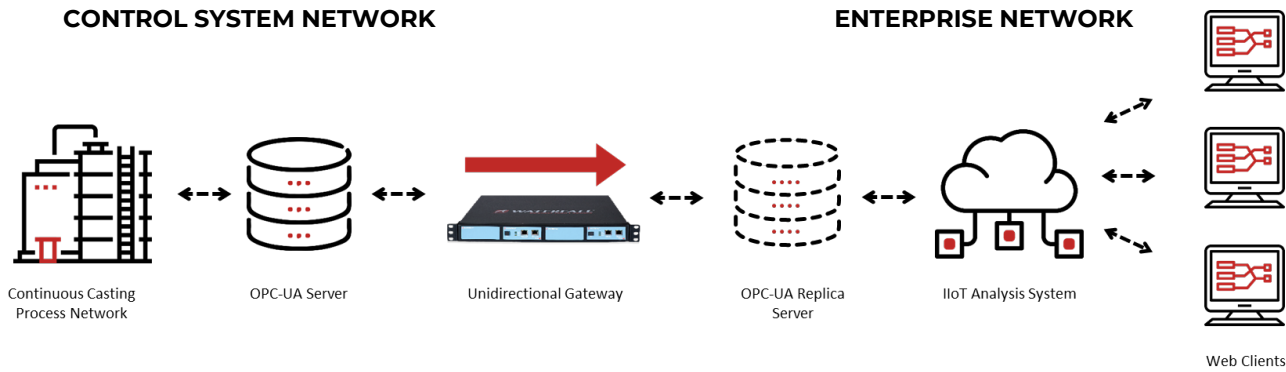 CONTROL SYSTEM NETWORK
ENTERPRISE NETWORK
WATERFALL
Continuous Casting
Process Network
OPC-UA Server
Unidirectional Gateway
OPC-UA Replica
Server
IIoT Analysis System
Web Clients